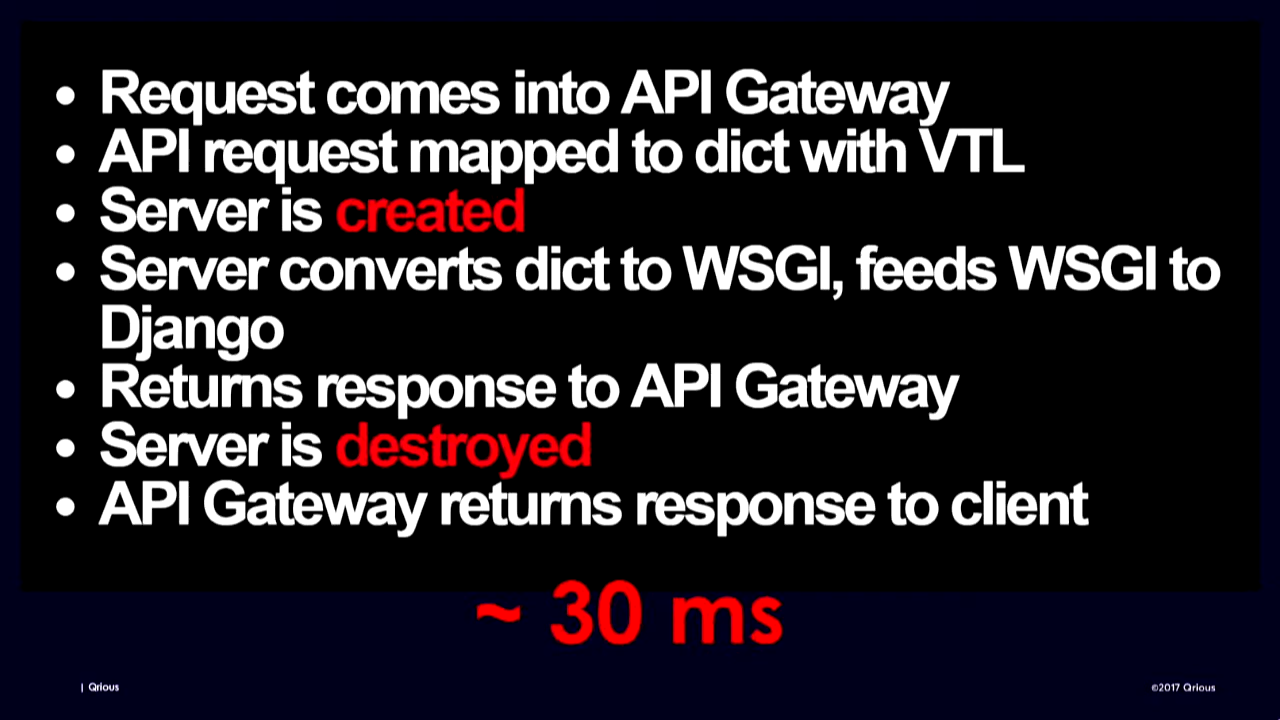 • Request comes into API Gateway
• API request mapped to dict with VTL
• Server is created
• Server converts dict to WSGI, feeds WSGI to
Django
• Returns response to API Gateway
• Server is destroyed
• API Gateway returns response to client
~ 30 ms
| Qrious
©2017 Qrious